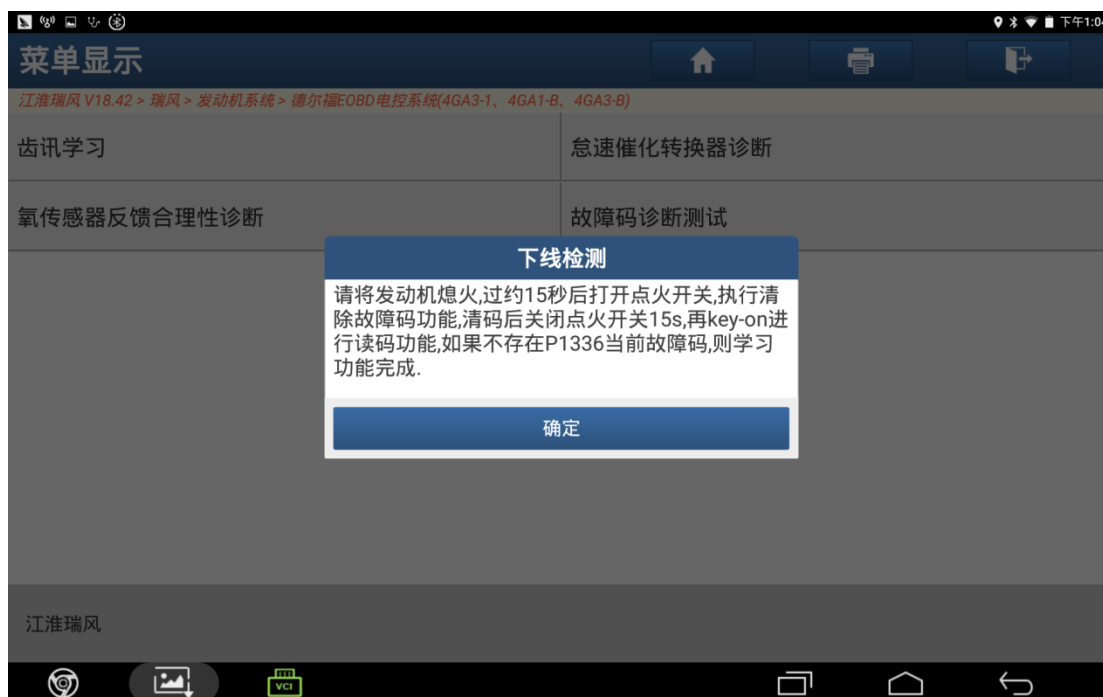 下午1:04
菜单显示
江淮瑞风 V18.42 > 瑞风 > 发动机系统 > 德尔福EOBD电控系统(4GA3-1、4GA1-B、4GA3-B)
齿讯学习
怠速催化转换器诊断
氧传感器反馈合理性诊断
故障码诊断测试
下线检测
请将发动机熄火,过约15秒后打开点火开关,执行清
除故障码功能,清码后关闭点火开关15s,再key-on进
行读码功能,如果不存在P1336当前故障码,则学习
功能完成.
确定
江淮瑞风
VCI